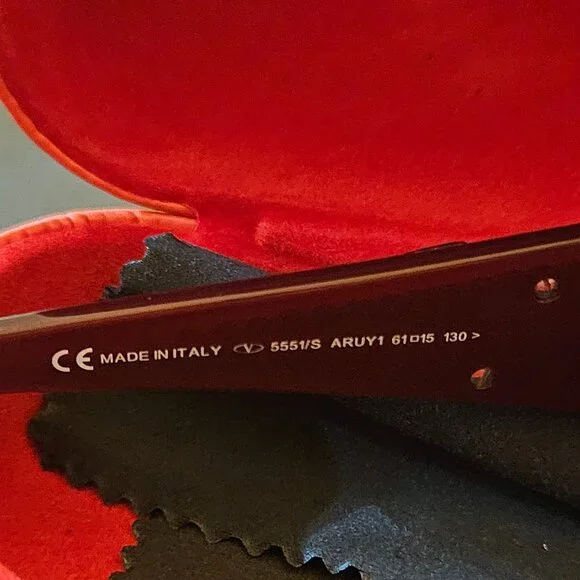 CE MADE IN ITALY V 5551/S ARUY1 61□15 130 >